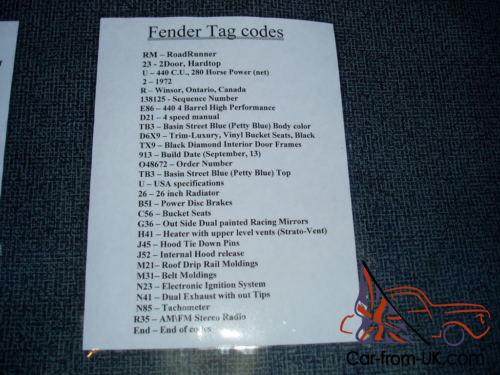 Fender Tag codes
RM – RoadRunner
23 - 2Door, Hardtop
U – 440 C.U., 280 Horse Power (net)
2 – 1972
R – Winsor, Ontario, Canada
138125 - Sequence Number
E86 – 440 4 Barrel High Performance
D21 – 4 speed manual
TB3 – Basin Street Blue (Petty Blue) Body color
D6X9 – Trim-Luxury, Vinyl Bucket Seats, Black
TX9 – Black Diamond Interior Door Frames
913 – Build Date (September, 13)
O48672 – Order Number
TB3 – Basin Street Blue (Petty Blue) Top
U – USA specifications
26 – 26 inch Radiator
B51 – Power Disc Brakes
C56 – Bucket Seats
G36 – Out Side Dual painted Racing Mirrors
H41 – Heater with upper level vents (Strato-Vent)
J45 – Hood Tie Down Pins
J52 – Internal Hood release
M21– Roof Drip Rail Moldings
M31– Belt Moldings
N23 – Electronic Ignition System
N41 – Dual Exhaust with out Tips
N85 – Tachometer
R35 – AM\FM Stereo Radio
End – End of codes
Car-from-UK.com